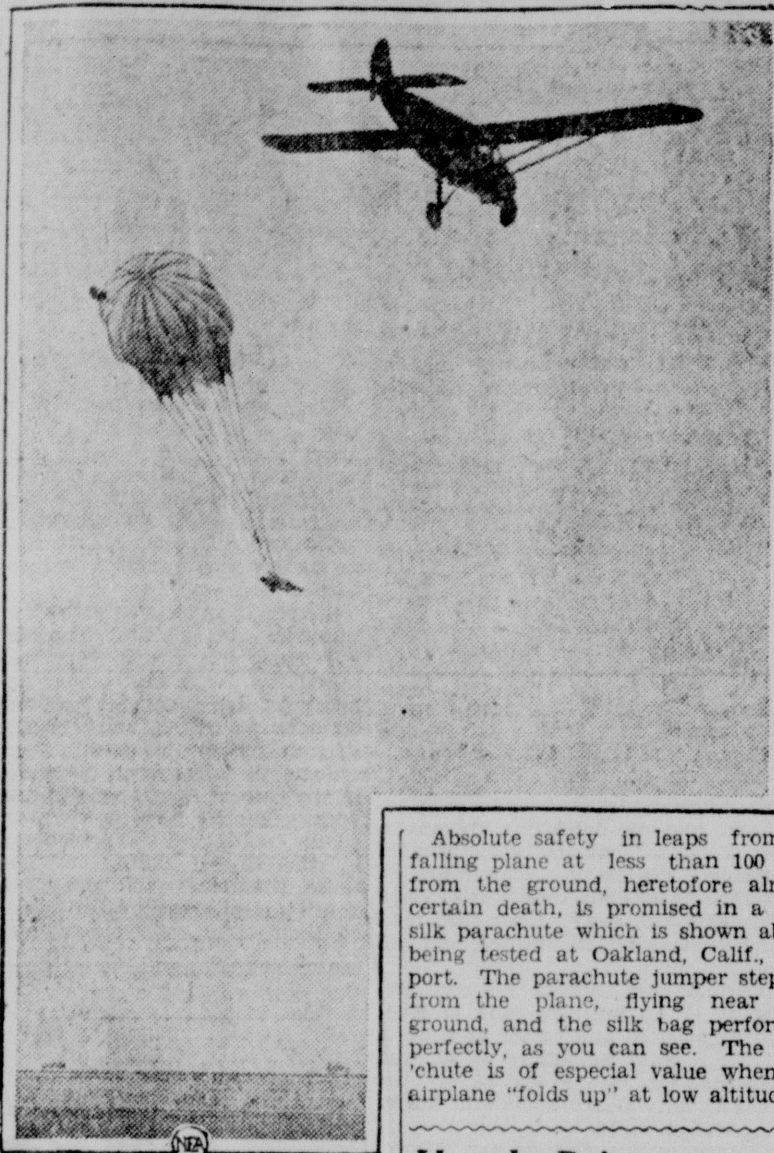 Absolute safety in leaps from
falling plane at less than 100
from the ground, heretofore
certain death, is promised in a
silk parachute which is shown
being tested at Oakland, Calif.,
port. The parachute jumper
from the plane, flying near
ground, and the silk bag
perfectly, as you can see. The
'chute is of especial value when
airplane "folds up" at low
NEA